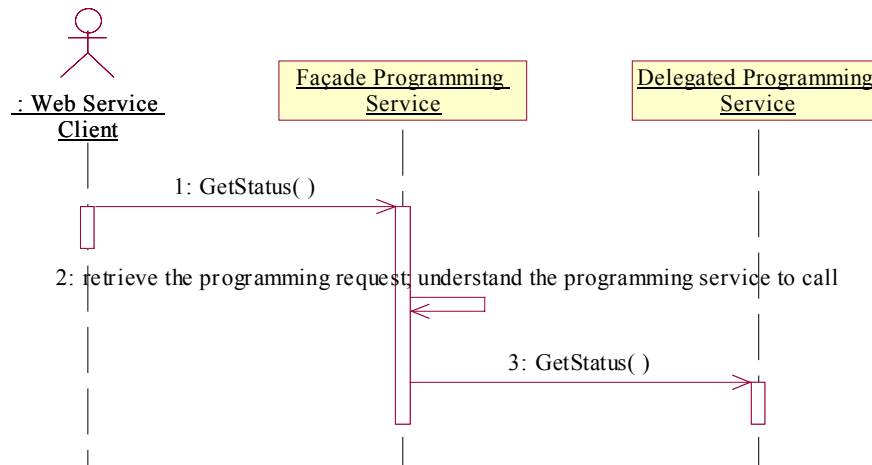 : Web Service
Client
Façade Programming
Service
Delegated Programming
Service
1: GetStatus( )
2: retrieve the programming request; understand the programming service to call
3: GetStatus( )